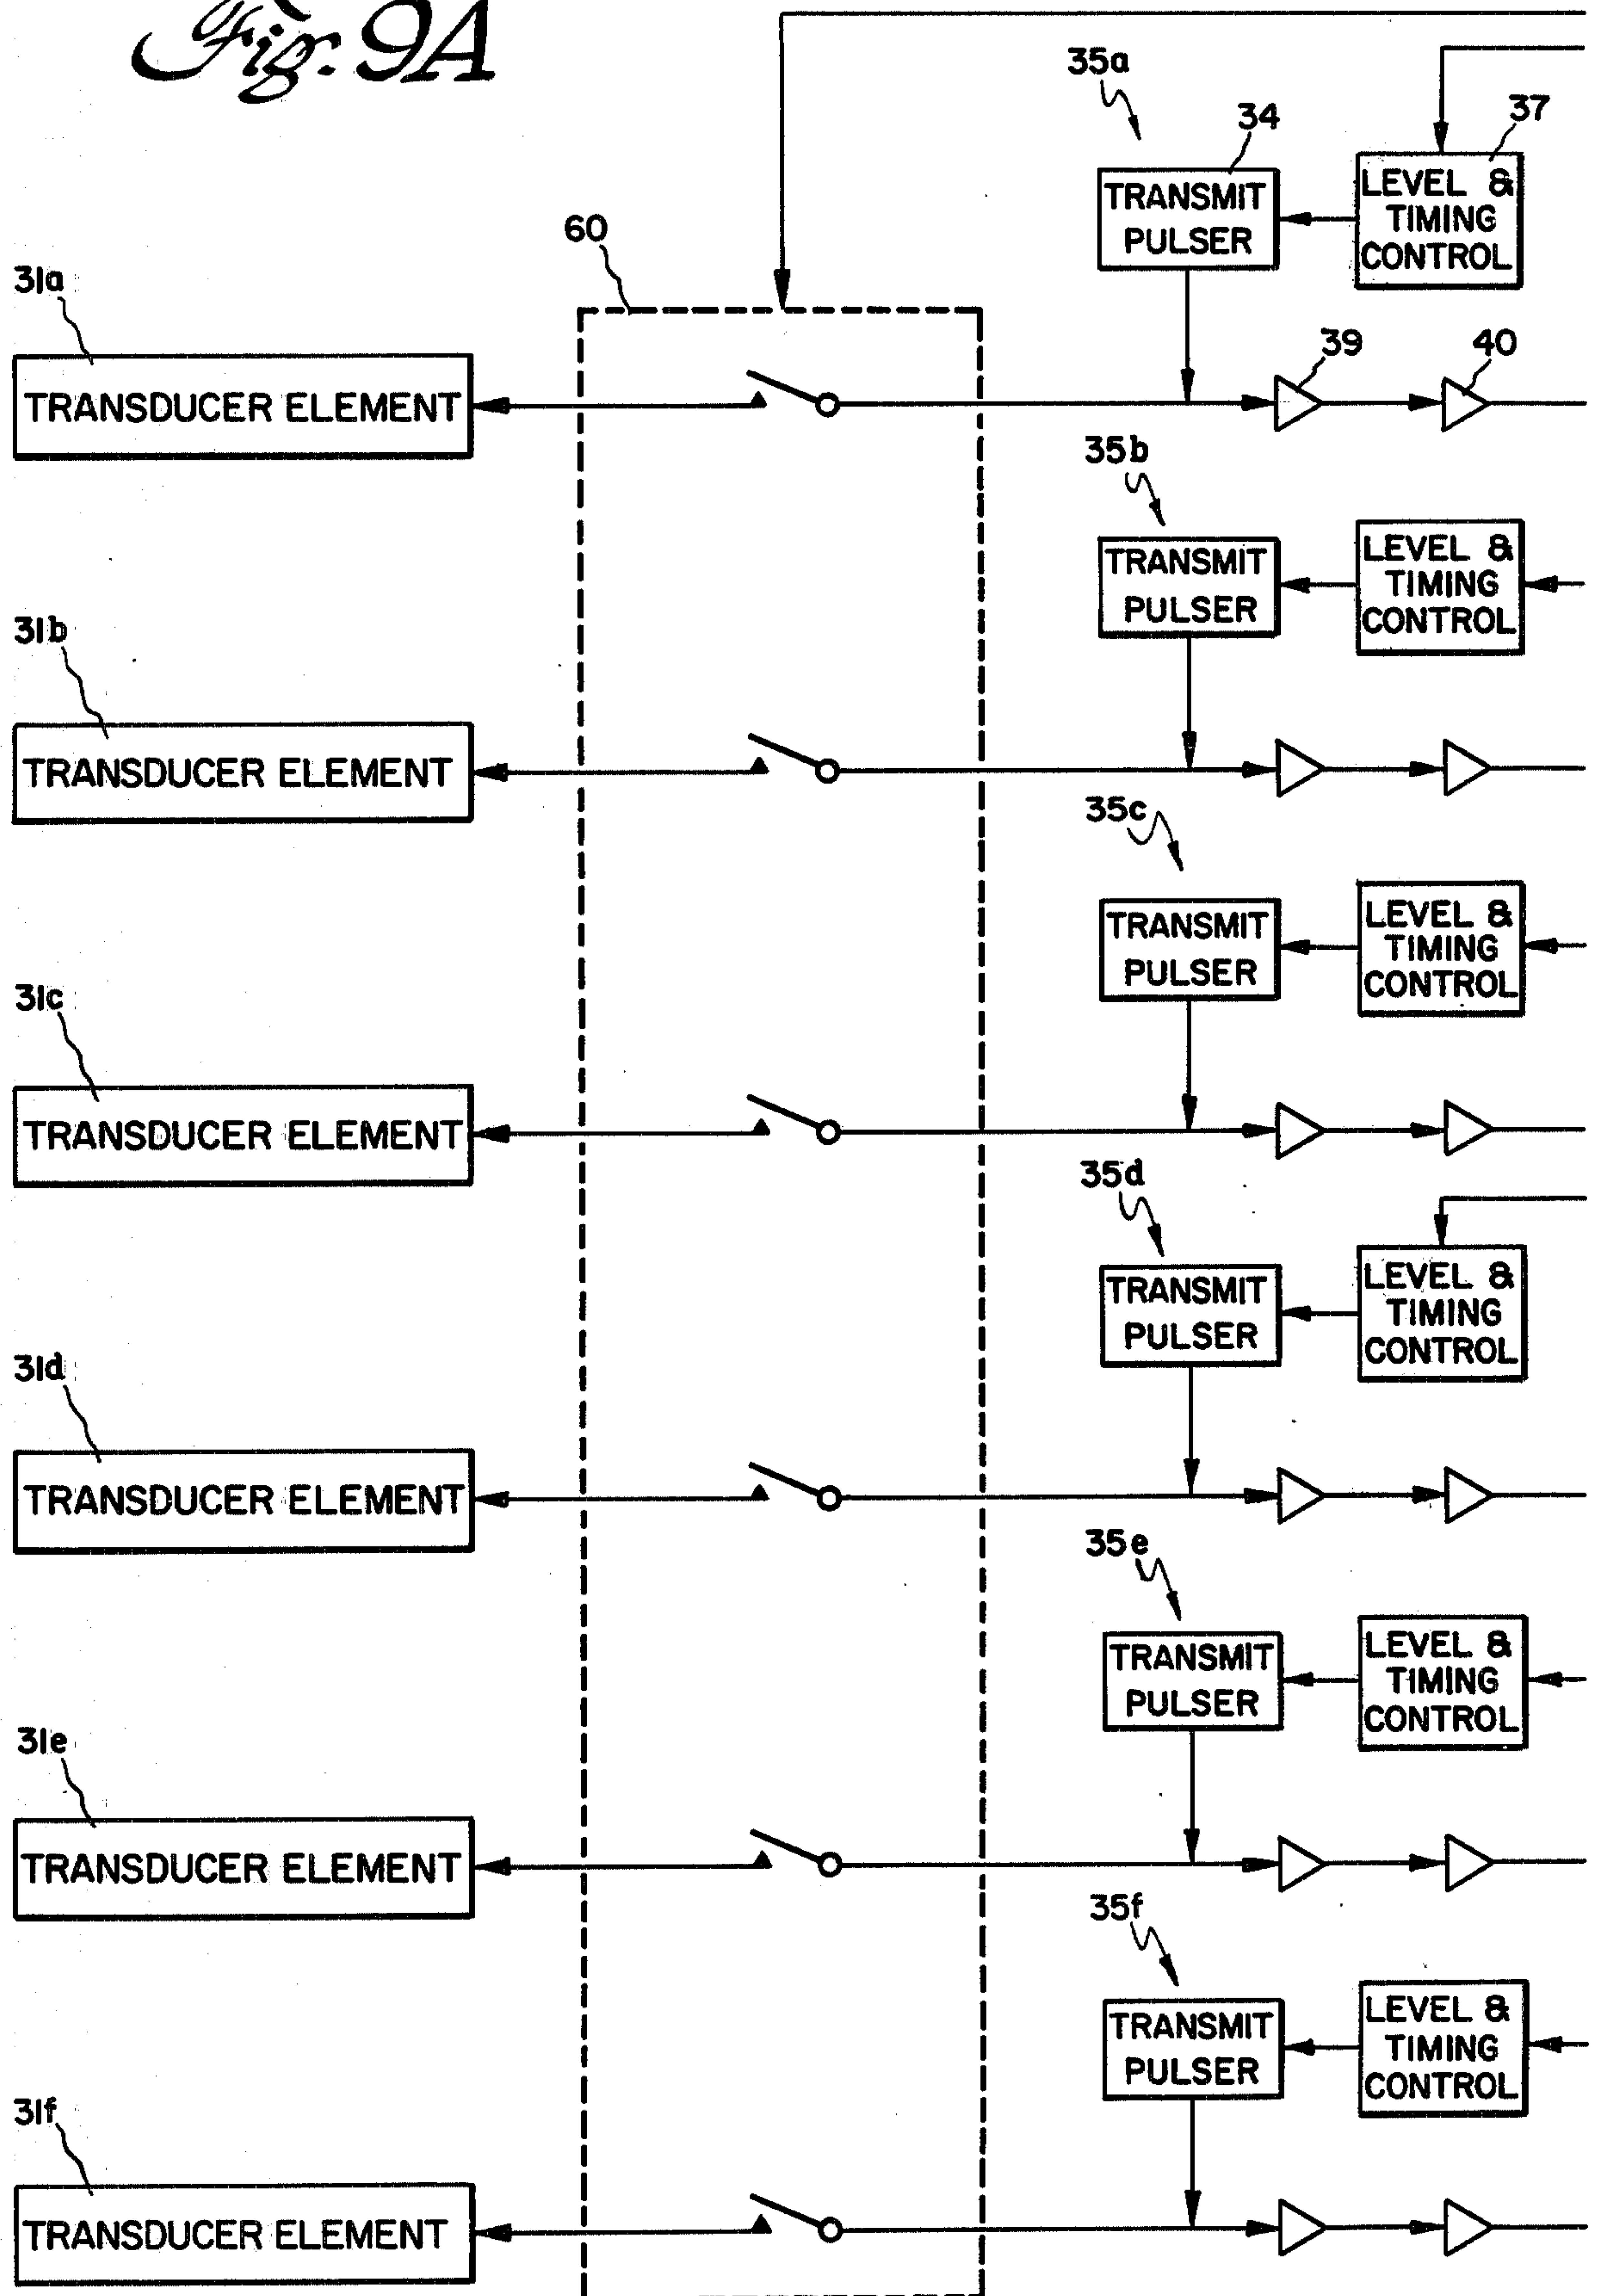 Fig. 9A
35a
34
37
TRANSMIT
PULSER
LEVEL &
TIMING
CONTROL
60
31a
TRANSDUCER ELEMENT
39
40
35b
TRANSMIT
PULSER
LEVEL &
TIMING
CONTROL
31b
TRANSDUCER ELEMENT
35c
TRANSMIT
PULSER
LEVEL &
TIMING
CONTROL
31c
TRANSDUCER ELEMENT
35d
TRANSMIT
PULSER
LEVEL &
TIMING
CONTROL
31d
TRANSDUCER ELEMENT
35e
TRANSMIT
PULSER
LEVEL &
TIMING
CONTROL
31e
TRANSDUCER ELEMENT
35f
TRANSMIT
PULSER
LEVEL &
TIMING
CONTROL
31f
TRANSDUCER ELEMENT